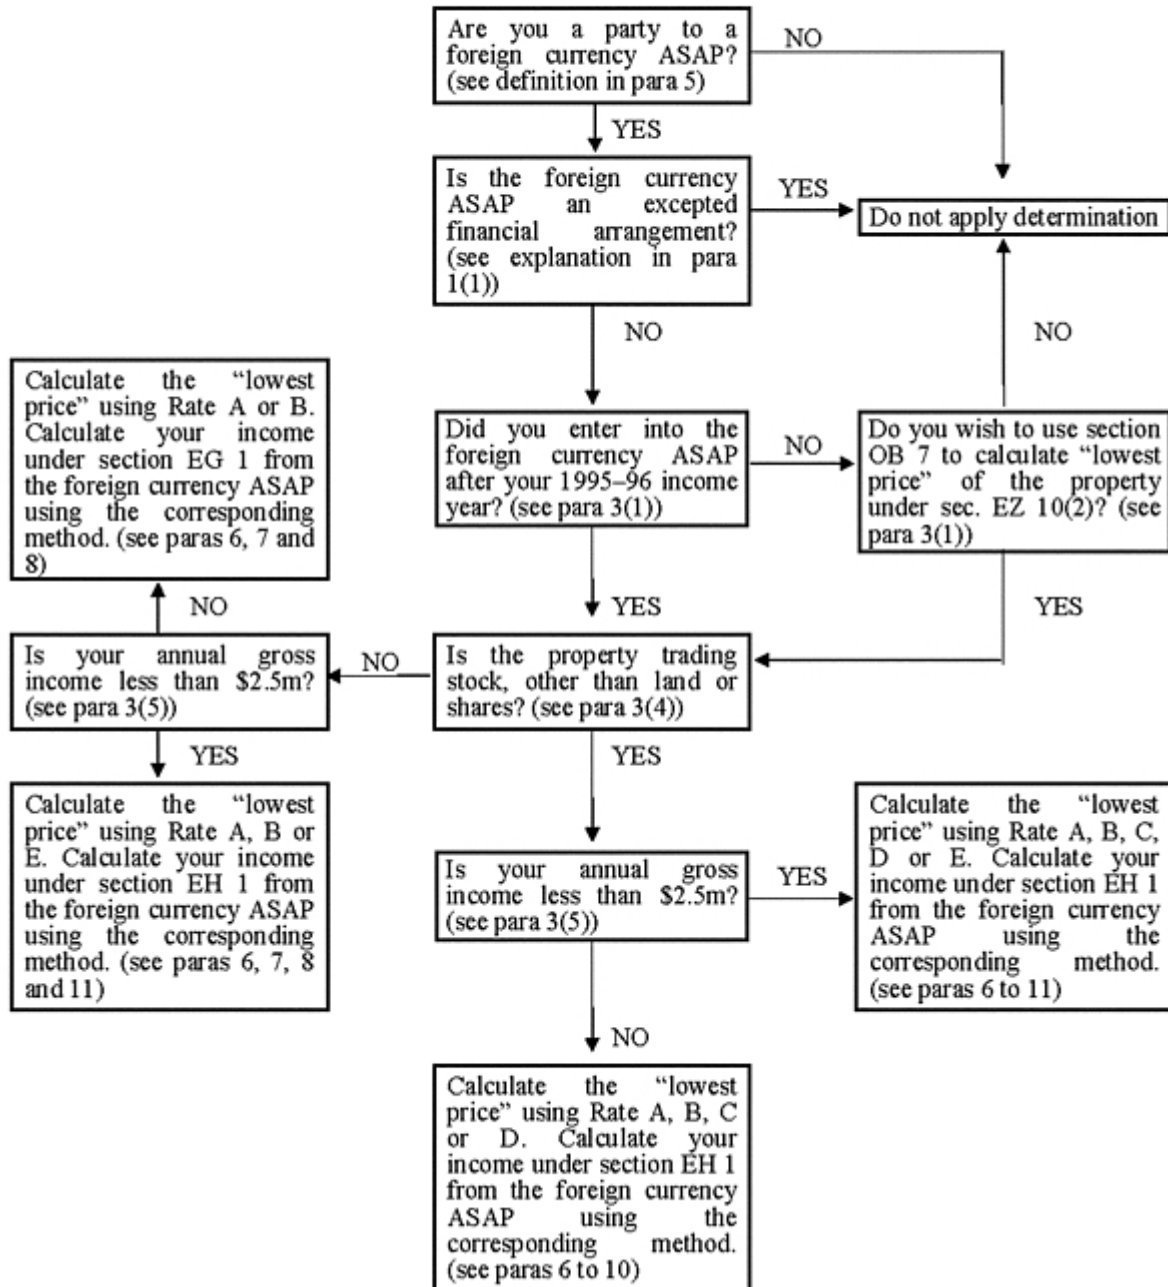 Are you a party to a
foreign currency ASAP?
(see definition in para 5)
NO
YES
Is the foreign currency
ASAP an excepted
financial arrangement?
(see explanation in para
1(1))
YES
Do not apply determination
NO
NO
Calculate the “lowest
price” using Rate A or B.
Calculate your income
under section EG 1 from
the foreign currency ASAP
using the corresponding
method. (see paras 6, 7 and
8)
Did you enter into the
foreign currency ASAP
after your 1995–96 income
year? (see para 3(1))
NO
Do you wish to use section
OB 7 to calculate “lowest
price” of the property
under sec. EZ 10(2)? (see
para 3(1))
NO
YES
YES
Is your annual gross
income less than $2.5m?
(see para 3(5))
NO
Is the property trading
stock, other than land or
shares? (see para 3(4))
YES
YES
Calculate the “lowest
price” using Rate A, B or
E. Calculate your income
under section EH 1 from
the foreign currency ASAP
using the corresponding
method. (see paras 6, 7, 8
and 11)
Is your annual gross
income less than $2.5m?
(see para 3(5))
YES
Calculate the “lowest
price” using Rate A, B, C,
D or E. Calculate your
income under section EH 1
from the foreign currency
ASAP using the
corresponding method.
(see paras 6 to 11)
NO
Calculate the “lowest
price” using Rate A, B, C
or D. Calculate your
income under section EH 1
from the foreign currency
ASAP using the
corresponding method.
(see paras 6 to 10)